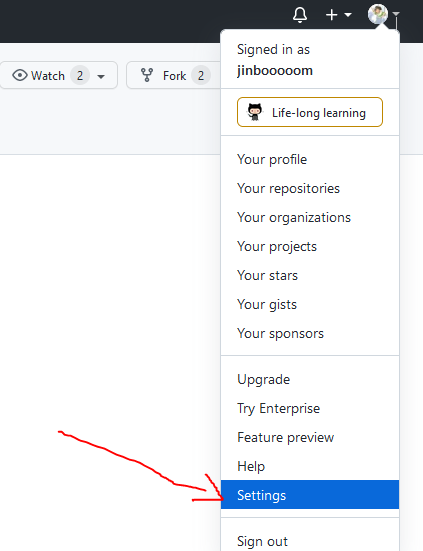 Signed in as
jinbooooom
Watch 2
Fork 2
Life-long learning
Your profile
Your repositories
Your organizations
Your projects
Your stars
Your gists
Your sponsors
Upgrade
Try Enterprise
Feature preview
Help
Settings
Sign out